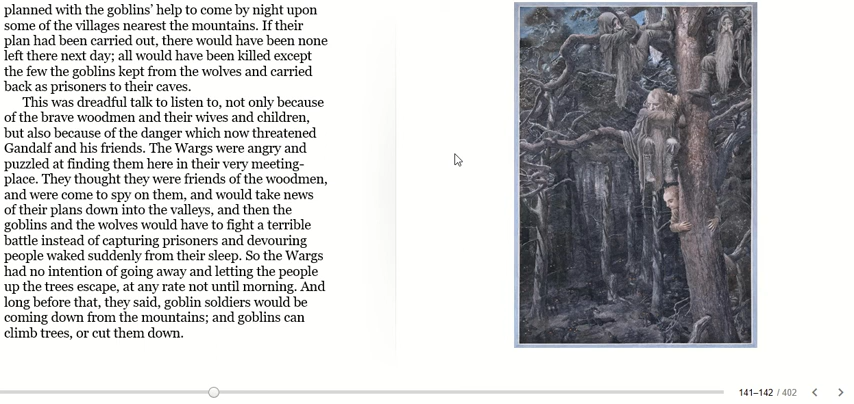 planned with the goblins’ help to come by night upon
some of the villages nearest the mountains. If their
plan had been carried out, there would have been none
left there next day; all would have been killed except
the few the goblins kept from the wolves and carried
back as prisoners to their caves.
This was dreadful talk to listen to, not only because
of the brave woodmen and their wives and children,
but also because of the danger which now threatened
Gandalf and his friends. The Wargs were angry and
puzzled at finding them here in their very meeting-
place. They thought they were friends of the woodmen,
and were come to spy on them, and would take news
of their plans down into the valleys, and then the
goblins and the wolves would have to fight a terrible
battle instead of capturing prisoners and devouring
people waked suddenly from their sleep. So the Wargs
had no intention of going away and letting the people
up the trees escape, at any rate not until morning. And
long before that, they said, goblin soldiers would be
coming down from the mountains; and goblins can
climb trees, or cut them down.
141–142 / 402